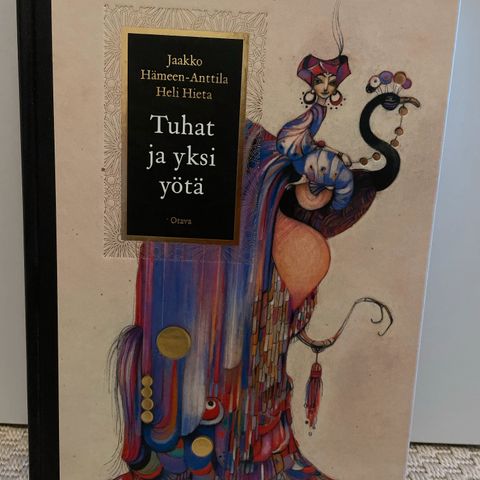 Jaakko
Hämeen-Anttila
Heli Hieta
Tuhat
ja yksi
yötä
Otava